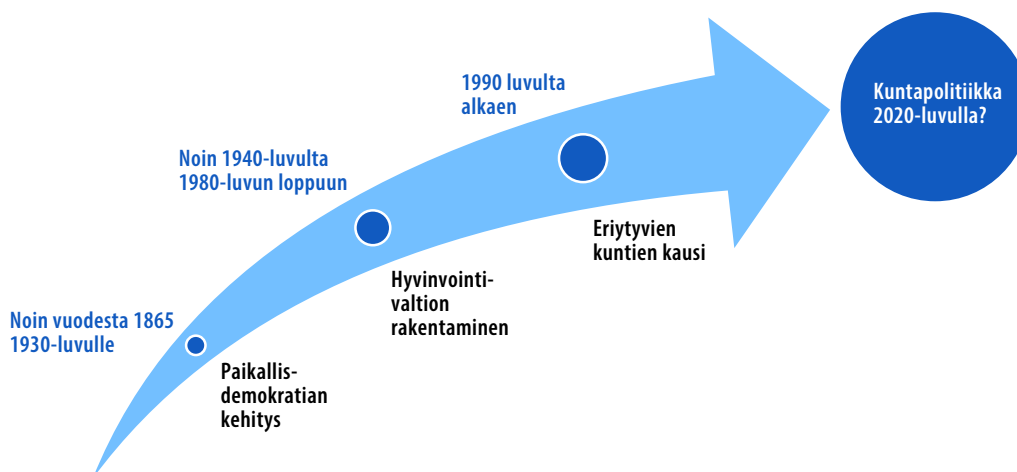 Noin vuodesta 1865
1930-luvulle
Paikallis-
demokratian
kehitys
Noin 1940-luvulta
1980-luvun loppuun
Hyvinvointi-
valtion
rakentaminen
1990 luvulta
alkaen
Eriytyvien
kuntien kausi
Kuntapolitiikka
2020-luvulla?